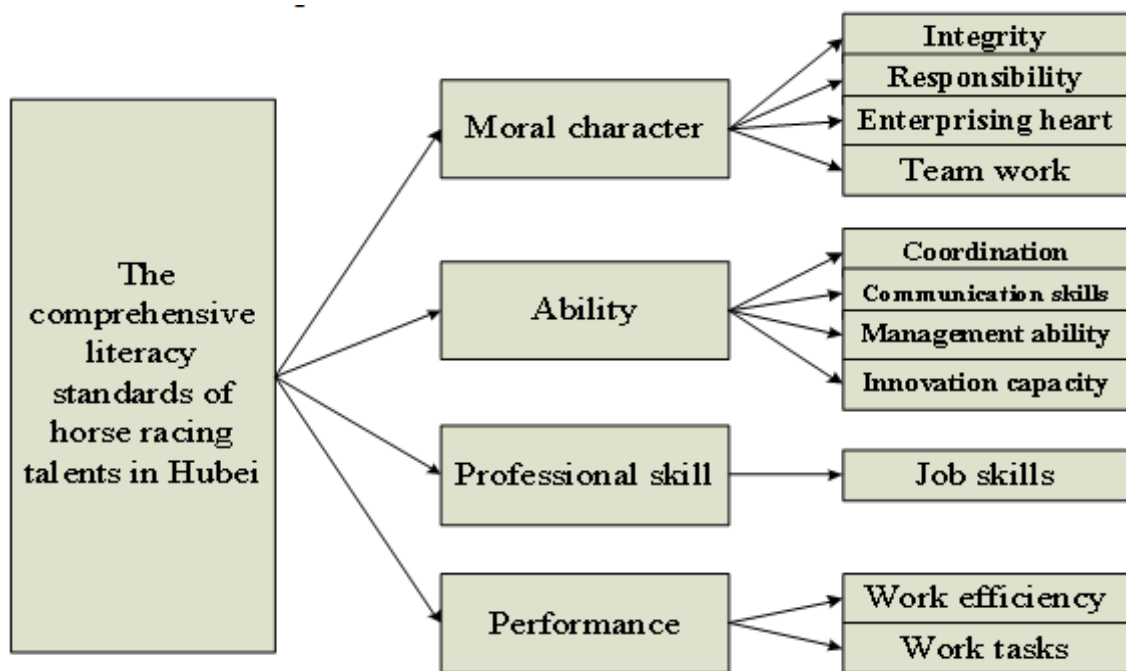 The
comprehensive
literacy
standards of
horse racing
talents in Hubei
Moral character
Integrity
Responsibility
Enterprising heart
Team work
Ability
Coordination
Communication skills
Management ability
Innovation capacity
Professional skill
Job skills
Performance
Work efficiency
Work tasks